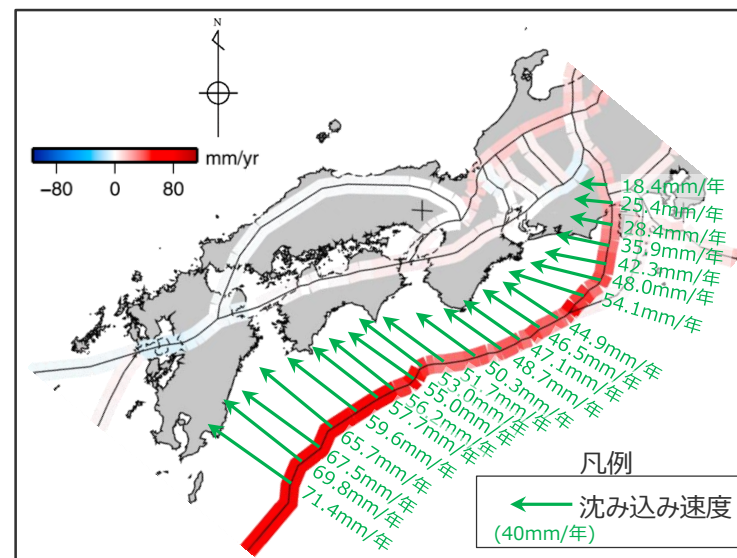 N
mm/yr
−80 0 80
18.4mm/年
25.4mm/年
28.4mm/年
35.9mm/年
42.3mm/年
48.0mm/年
54.1mm/年
44.9mm/年
46.5mm/年
47.1mm/年
48.7mm/年
50.3mm/年
51.7mm/年
53.0mm/年
55.0mm/年
56.2mm/年
57.7mm/年
59.6mm/年
65.7mm/年
67.5mm/年
69.8mm/年
71.4mm/年
凡例
沈み込み速度
(40mm/年)